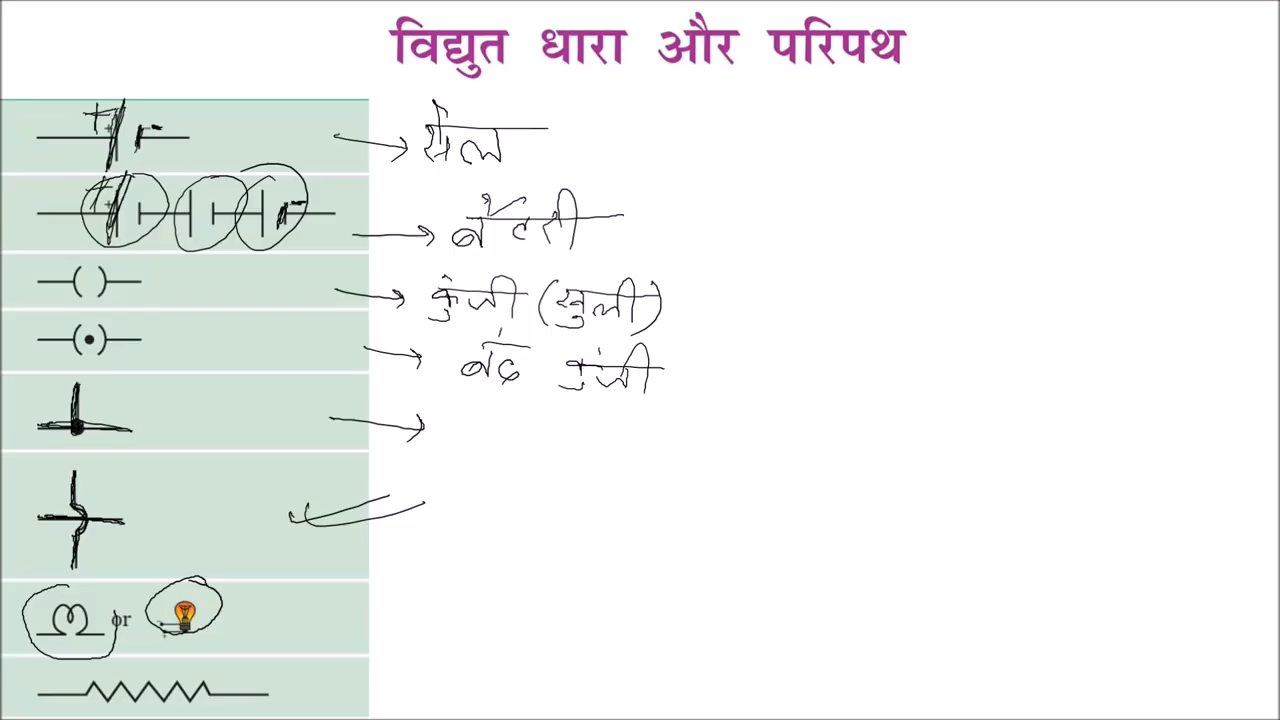 विद्युत धारा और परिपथ
सेल
बैटरी
कुंजी (खुली)
बंद कुंजी
or